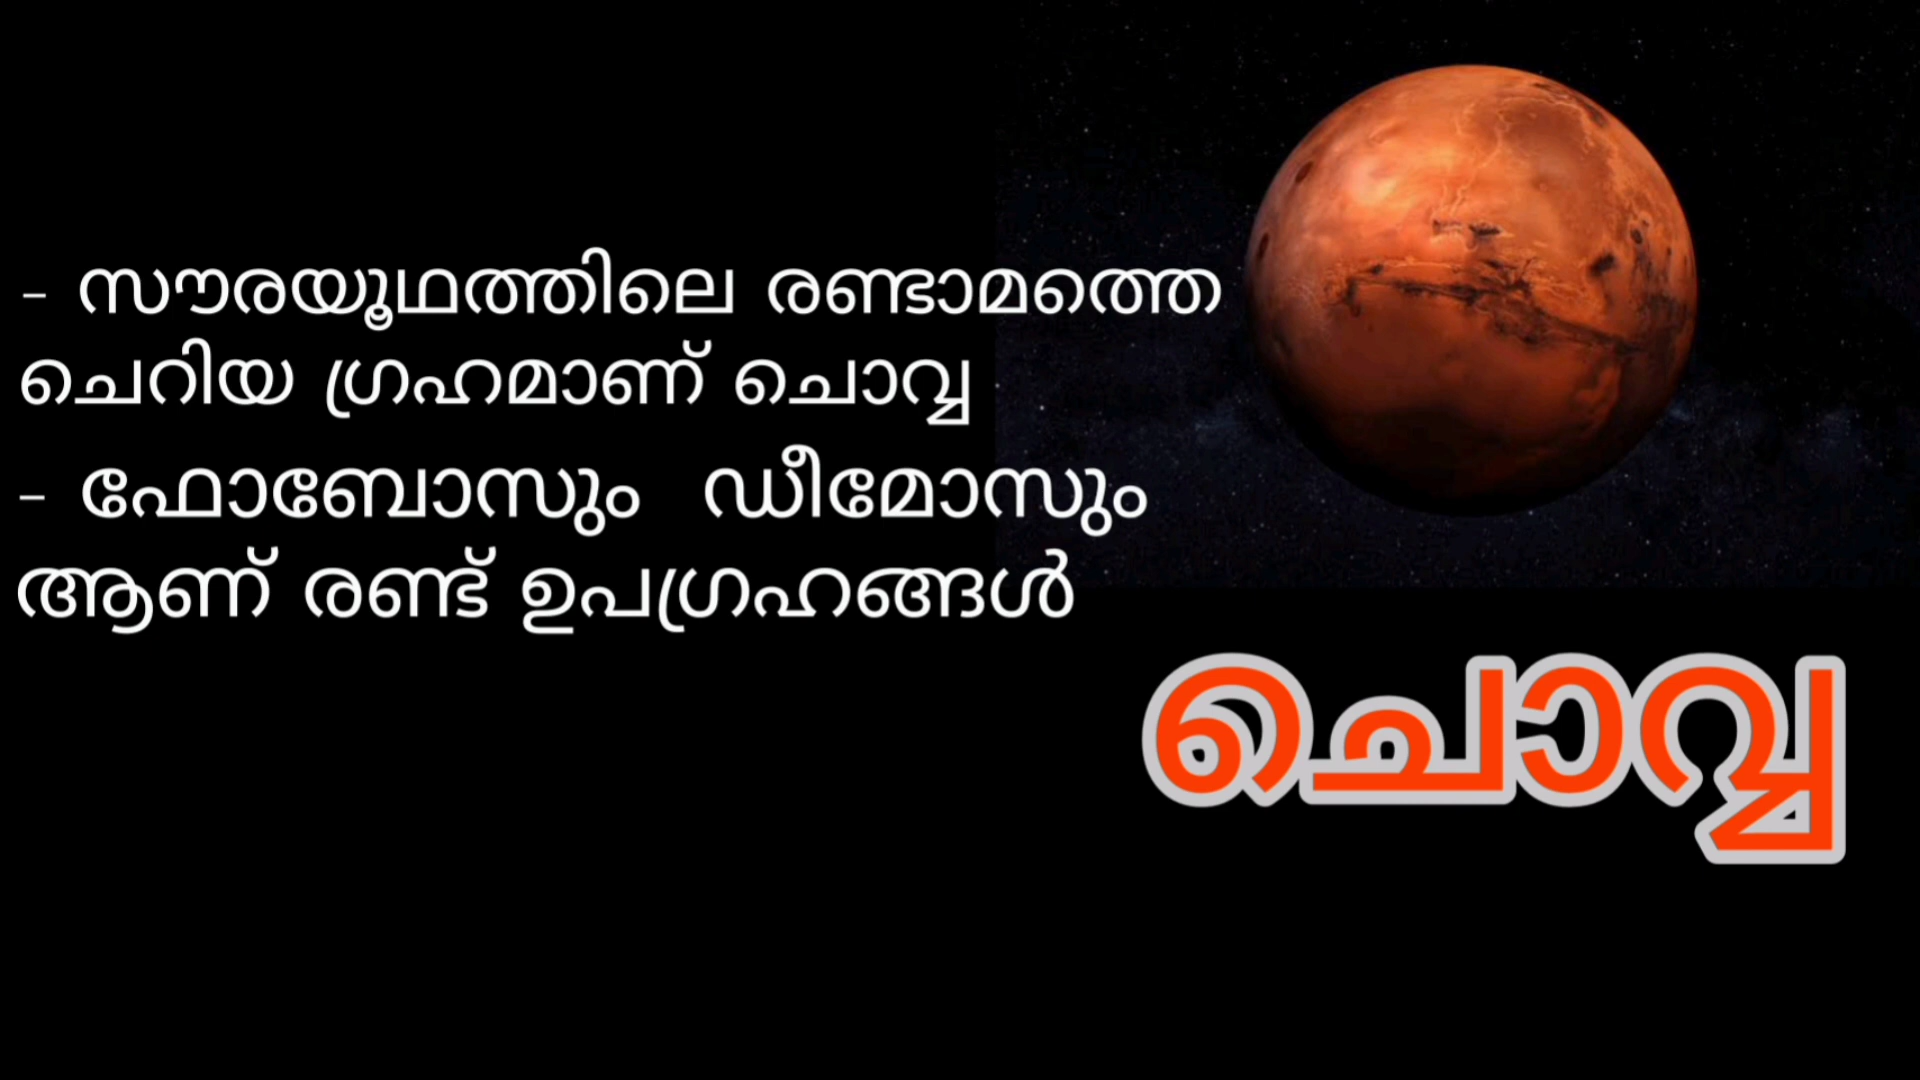 - സൗരയൂഥത്തിലെ രണ്ടാമത്തെ
ചെറിയ ഗ്രഹമാണ് ചൊവ്വ
- ഫോബോസും ഡീമോസും
ആണ് രണ്ട് ഉപഗ്രഹങ്ങൾ
ചൊവ്വ